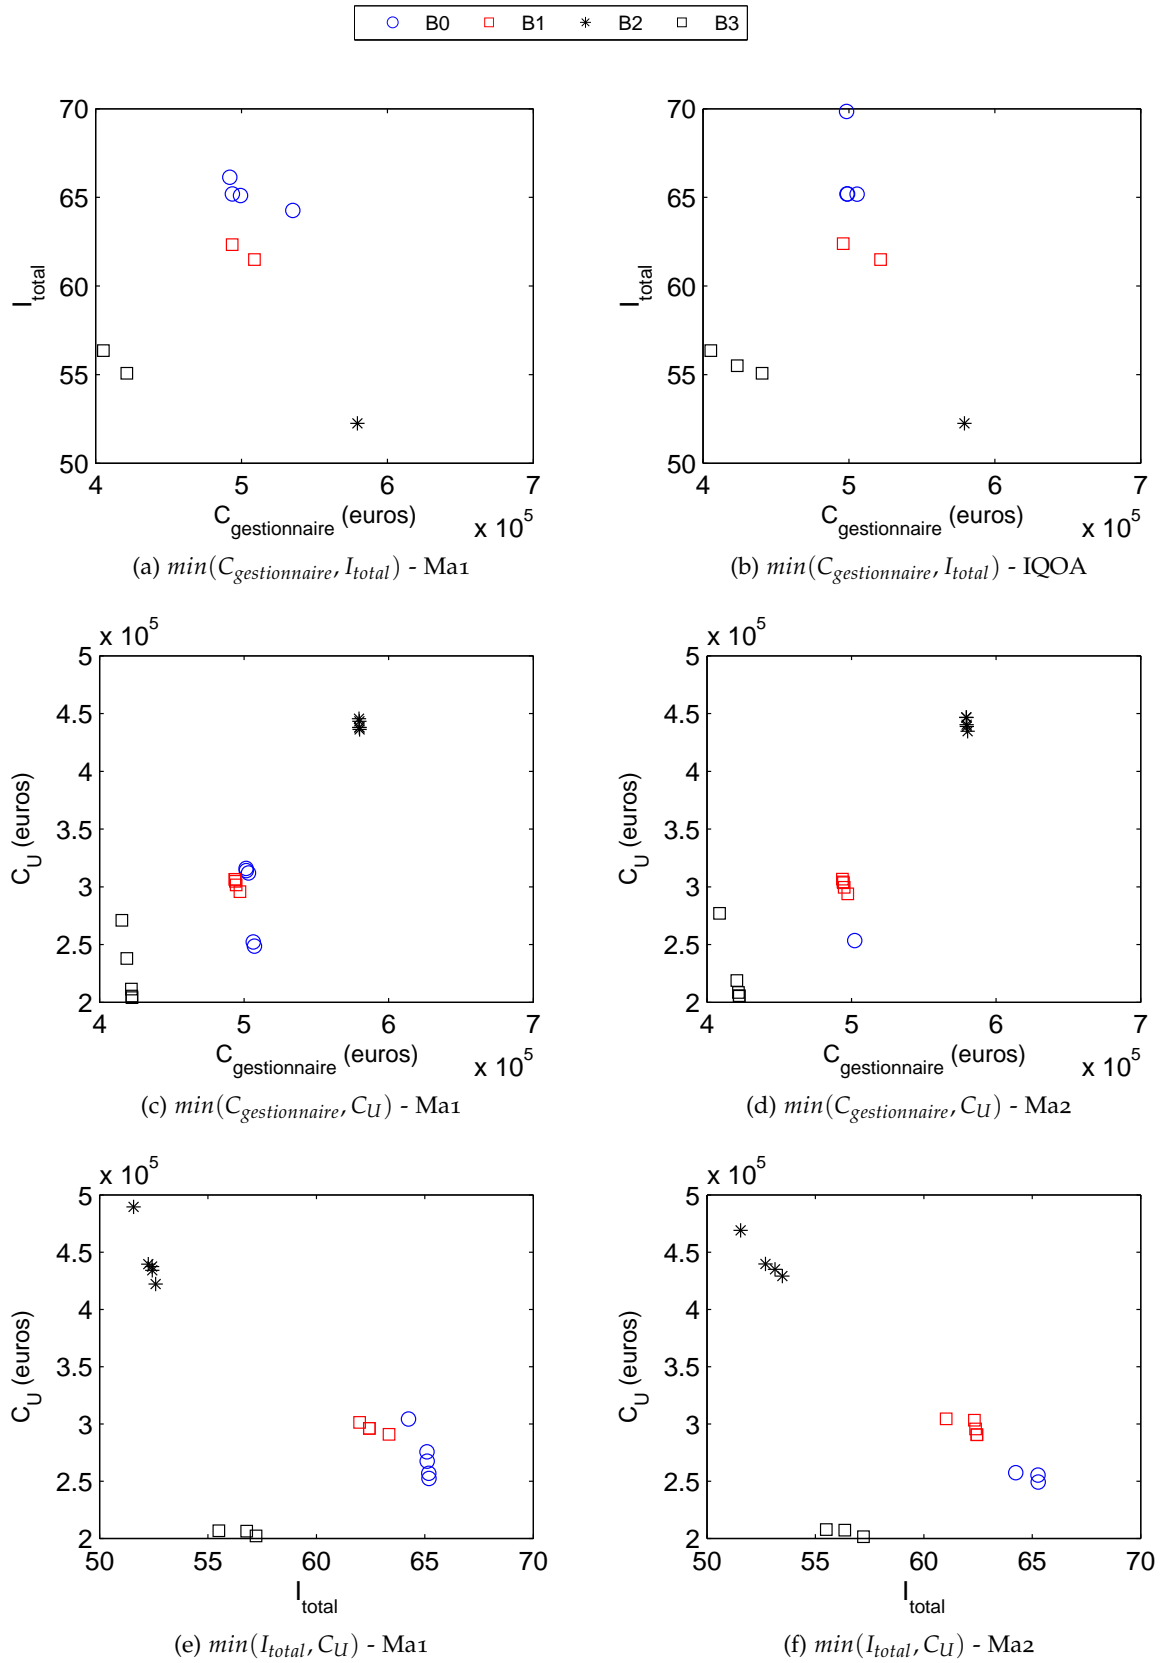 B0 B1 B2 B3
70 65 60 55 50
I_total
4 5 6 7
C_gestionnaire (euros) x 10^5
(a) min(C_gestionnaire, I_total) - Ma1
70 65 60 55 50
I_total
4 5 6 7
C_gestionnaire (euros) x 10^5
(b) min(C_gestionnaire, I_total) - IQOA
x 10^5
5 4.5 4 3.5 3 2.5 2
C_U (euros)
4 5 6 7
C_gestionnaire (euros) x 10^5
(c) min(C_gestionnaire, C_U) - Ma1
x 10^5
5 4.5 4 3.5 3 2.5 2
C_U (euros)
4 5 6 7
C_gestionnaire (euros) x 10^5
(d) min(C_gestionnaire, C_U) - Ma2
x 10^5
5 4.5 4 3.5 3 2.5 2
C_U (euros)
50 55 60 65 70
I_total
(e) min(I_total, C_U) - Ma1
x 10^5
5 4.5 4 3.5 3 2.5 2
C_U (euros)
50 55 60 65 70
I_total
(f) min(I_total, C_U) - Ma2